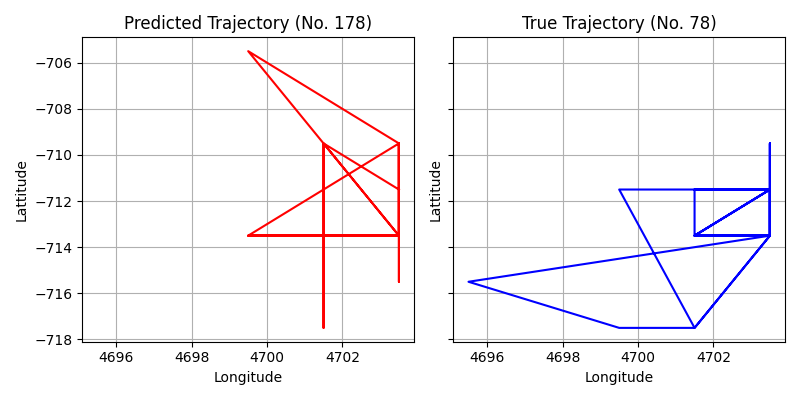 Predicted Trajectory (No. 178)
True Trajectory (No. 78)
−706
−708
−710
−712
−714
−716
−718
Lattitude
Lattitude
4696
4698
4700
4702
4696
4698
4700
4702
Longitude
Longitude